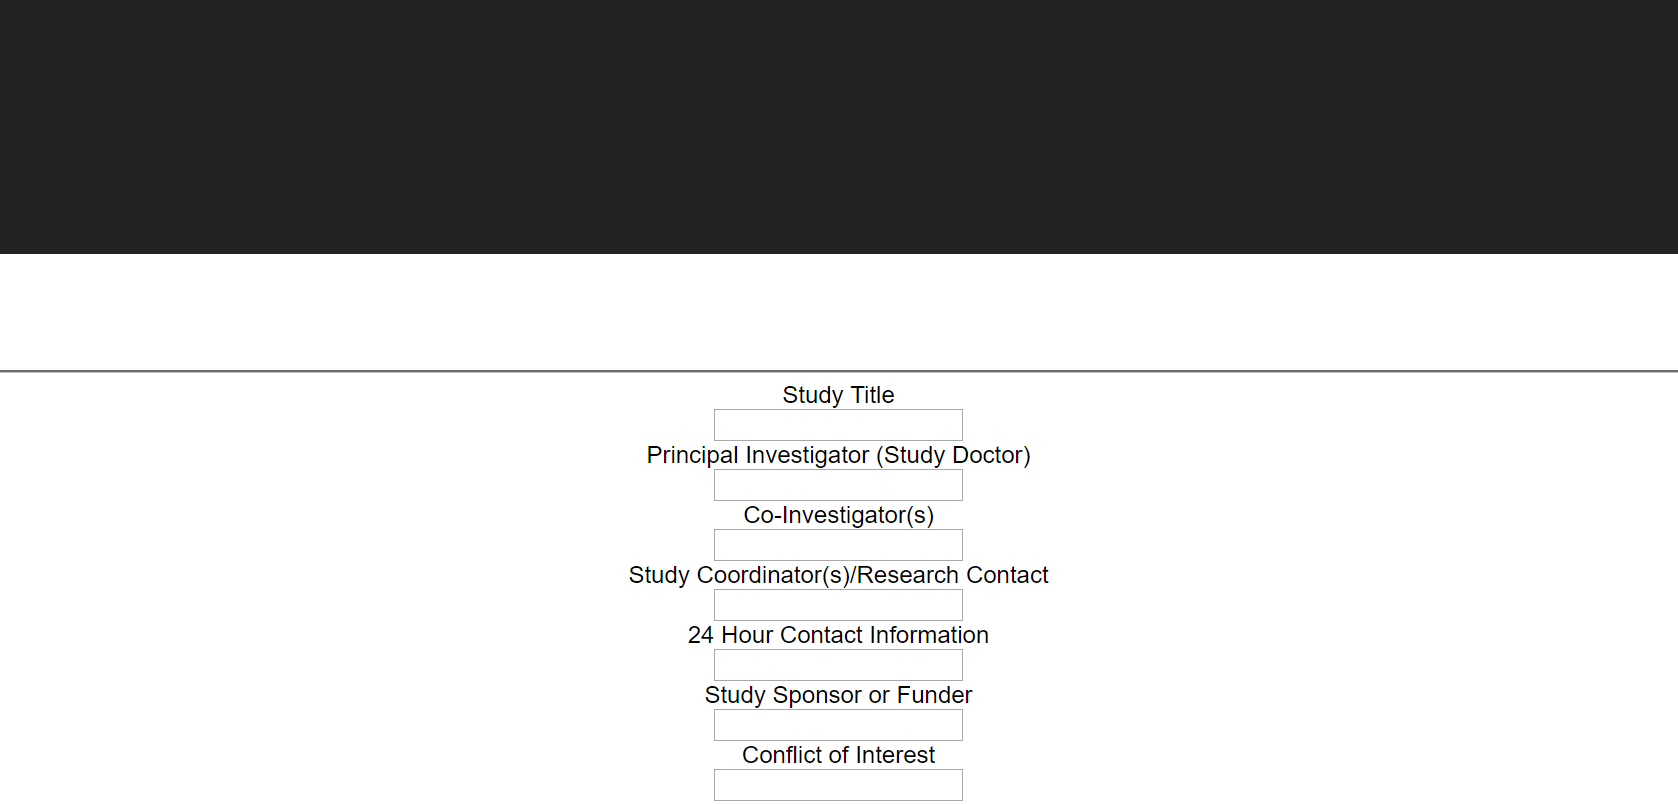 Study Title
Principal Investigator (Study Doctor)
Co-Investigator(s)
Study Coordinator(s)/Research Contact
24 Hour Contact Information
Study Sponsor or Funder
Conflict of Interest